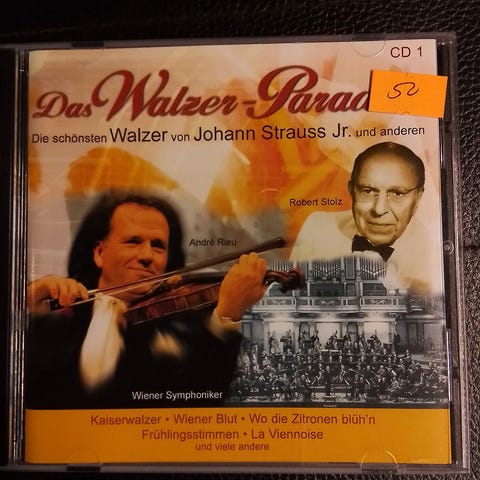 CD 1
Das Walzer-Parad
50
Die schönsten Walzer von Johann Strauss Jr. und anderen
Robert Stolz
André Rieu
Wiener Symphoniker
Kaiserwalzer • Wiener Blut • Wo die Zitronen blüh'n
Frühlingsstimmen • La Viennoise
und viele andere